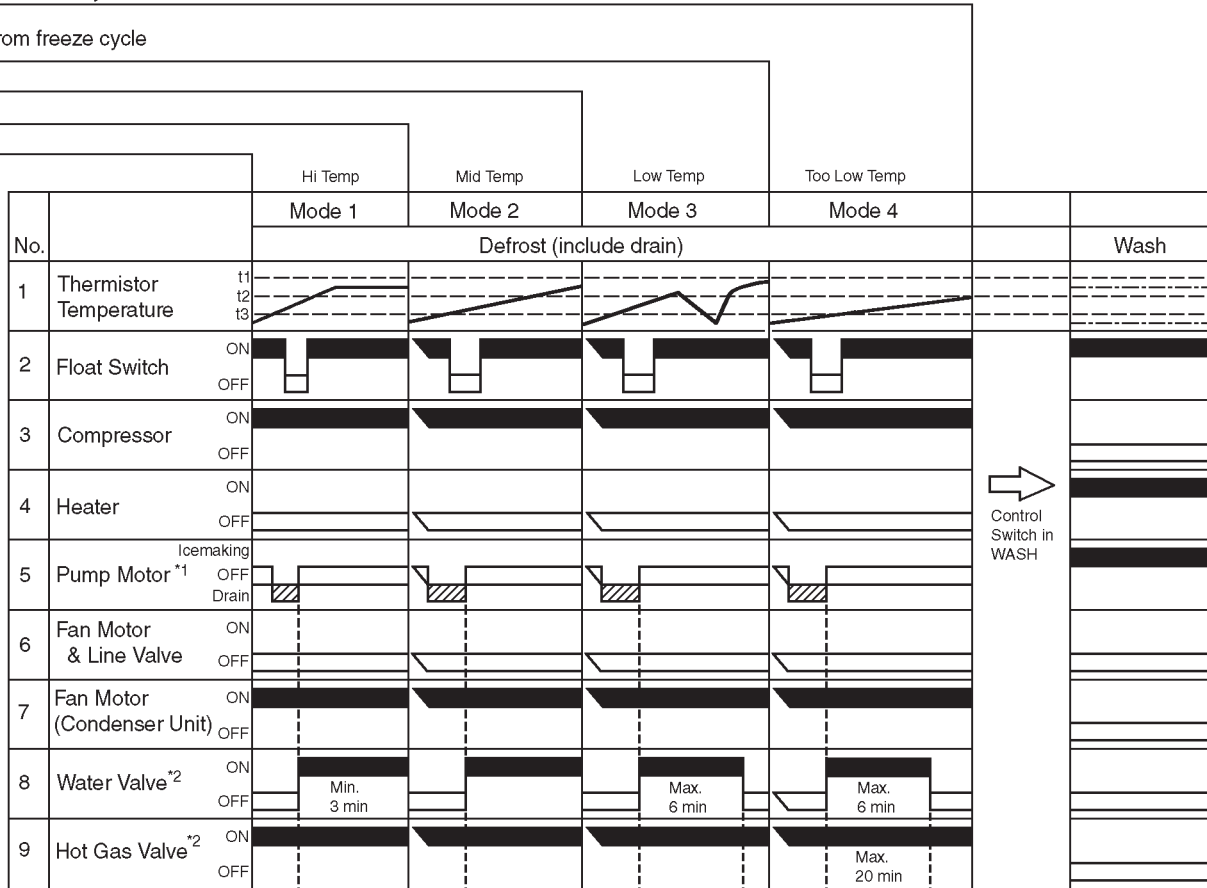 rom freeze cycle
Hi Temp Mid Temp Low Temp Too Low Temp
Mode 1 Mode 2 Mode 3 Mode 4
No. Defrost (include drain) Wash
1 Thermistor Temperature t1 t2 t3
2 Float Switch ON OFF
3 Compressor ON OFF
4 Heater ON OFF
Control Switch in WASH
5 Pump Motor *1 Icemaking OFF Drain
6 Fan Motor & Line Valve ON OFF
7 Fan Motor (Condenser Unit) ON OFF
8 Water Valve*2 ON OFF Min. 3 min Max. 6 min Max. 6 min
9 Hot Gas Valve*2 ON OFF Max. 20 min